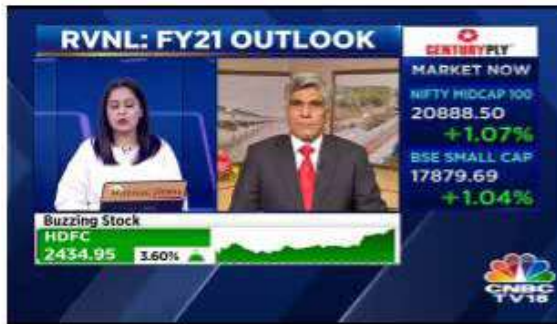 RVNL: FY21 OUTLOOK
CENTURYPLY
MARKET NOW
NIFTY MIDCAP 100
20888.50
+1.07%
BSE SMALL CAP
17879.69
+1.04%
Buzzing Stock
HDFC
2434.95 3.60%
CNBC
TV18